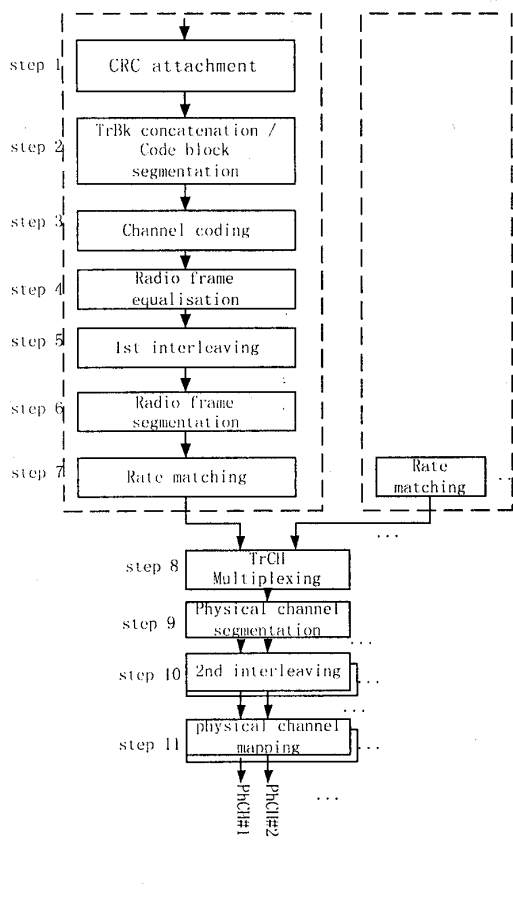 step 1
CRC attachment
step 2
TrBk concatenation /
Code block
segmentation
step 3
Channel coding
step 4
Radio frame
equalisation
step 5
1st interleaving
step 6
Radio frame
segmentation
step 7
Rate matching
Rate
matching
...
...
step 8
TrCH
Multiplexing
step 9
Physical channel
segmentation
...
step 10
2nd interleaving
...
...
step 11
physical channel
mapping
...
PhCH#1
PhCH#2
...